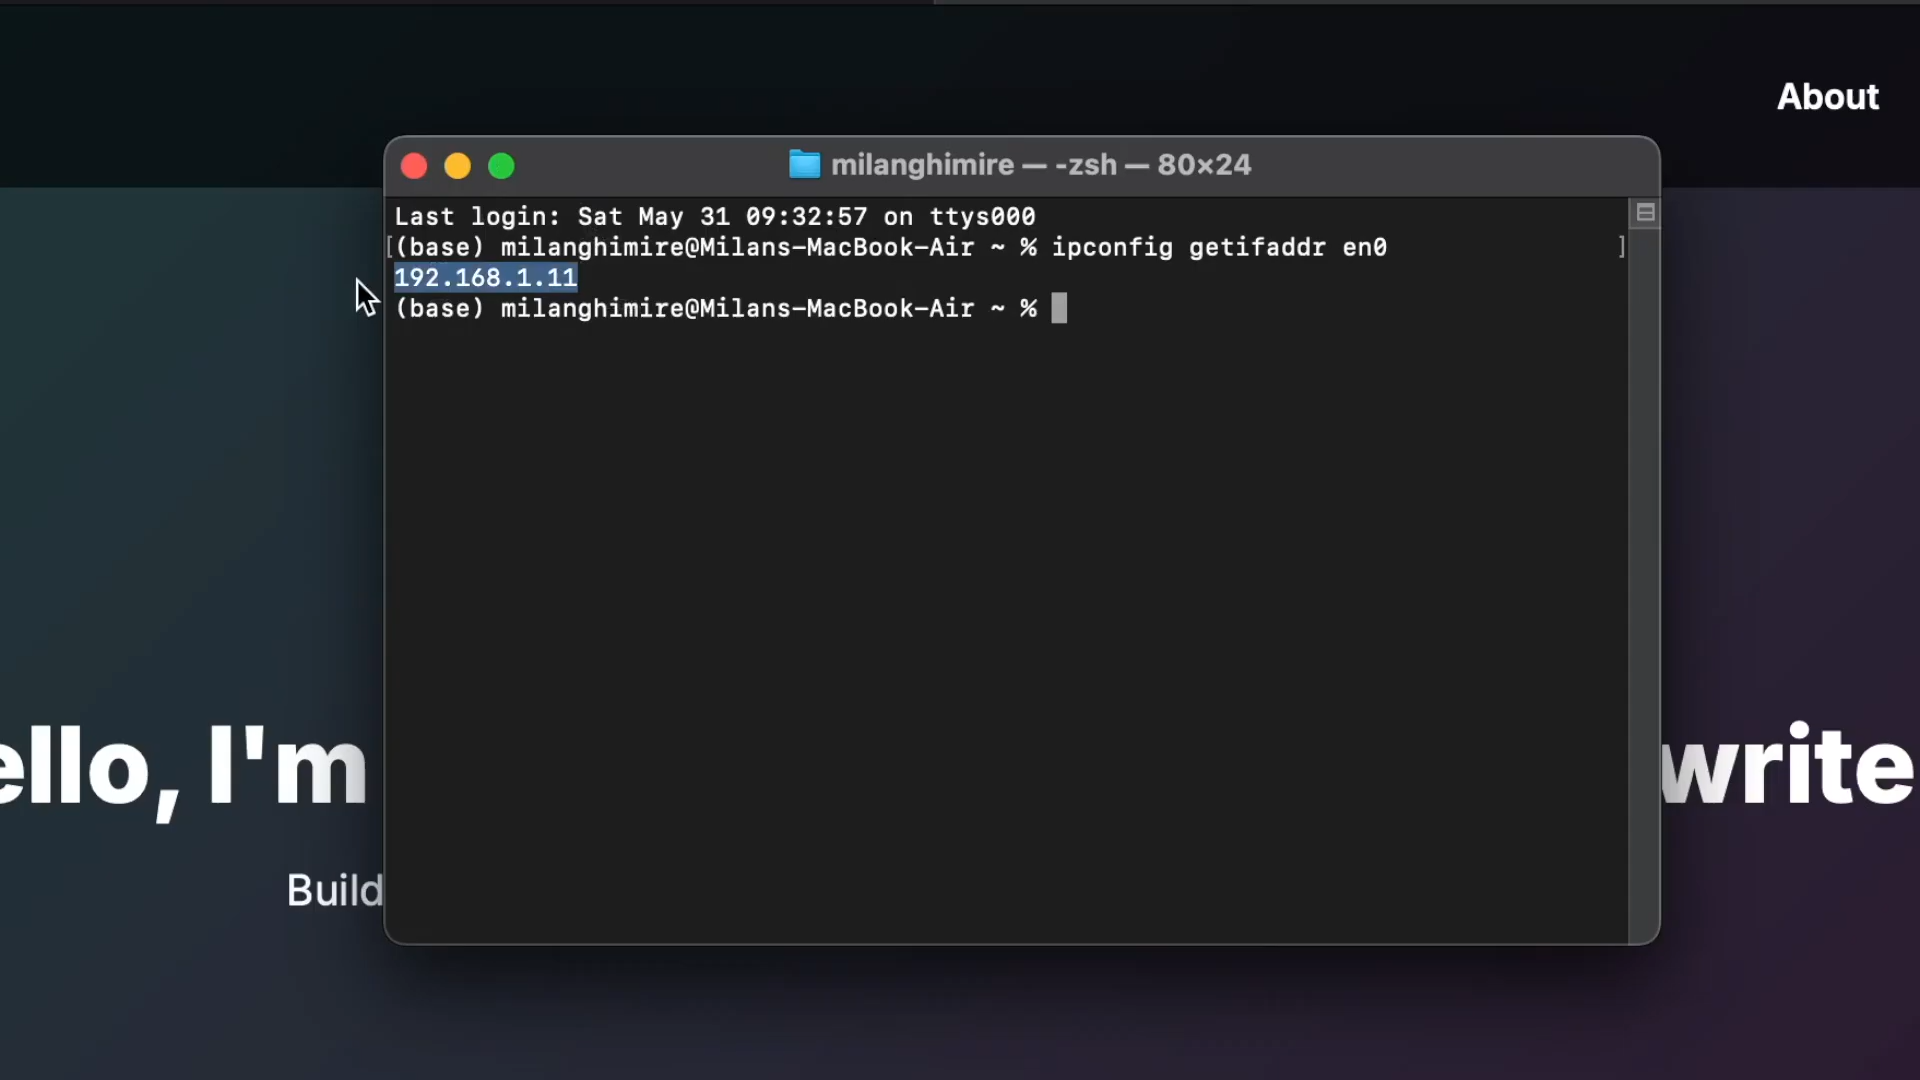 About
milanghimire — -zsh — 80×24
Last login: Sat May 31 09:32:57 on ttys000
[(base) milanghimire@Milans-MacBook-Air ~ % ipconfig getifaddr en0 ]
192.168.1.11
(base) milanghimire@Milans-MacBook-Air ~ %
ello, I'm write
Build